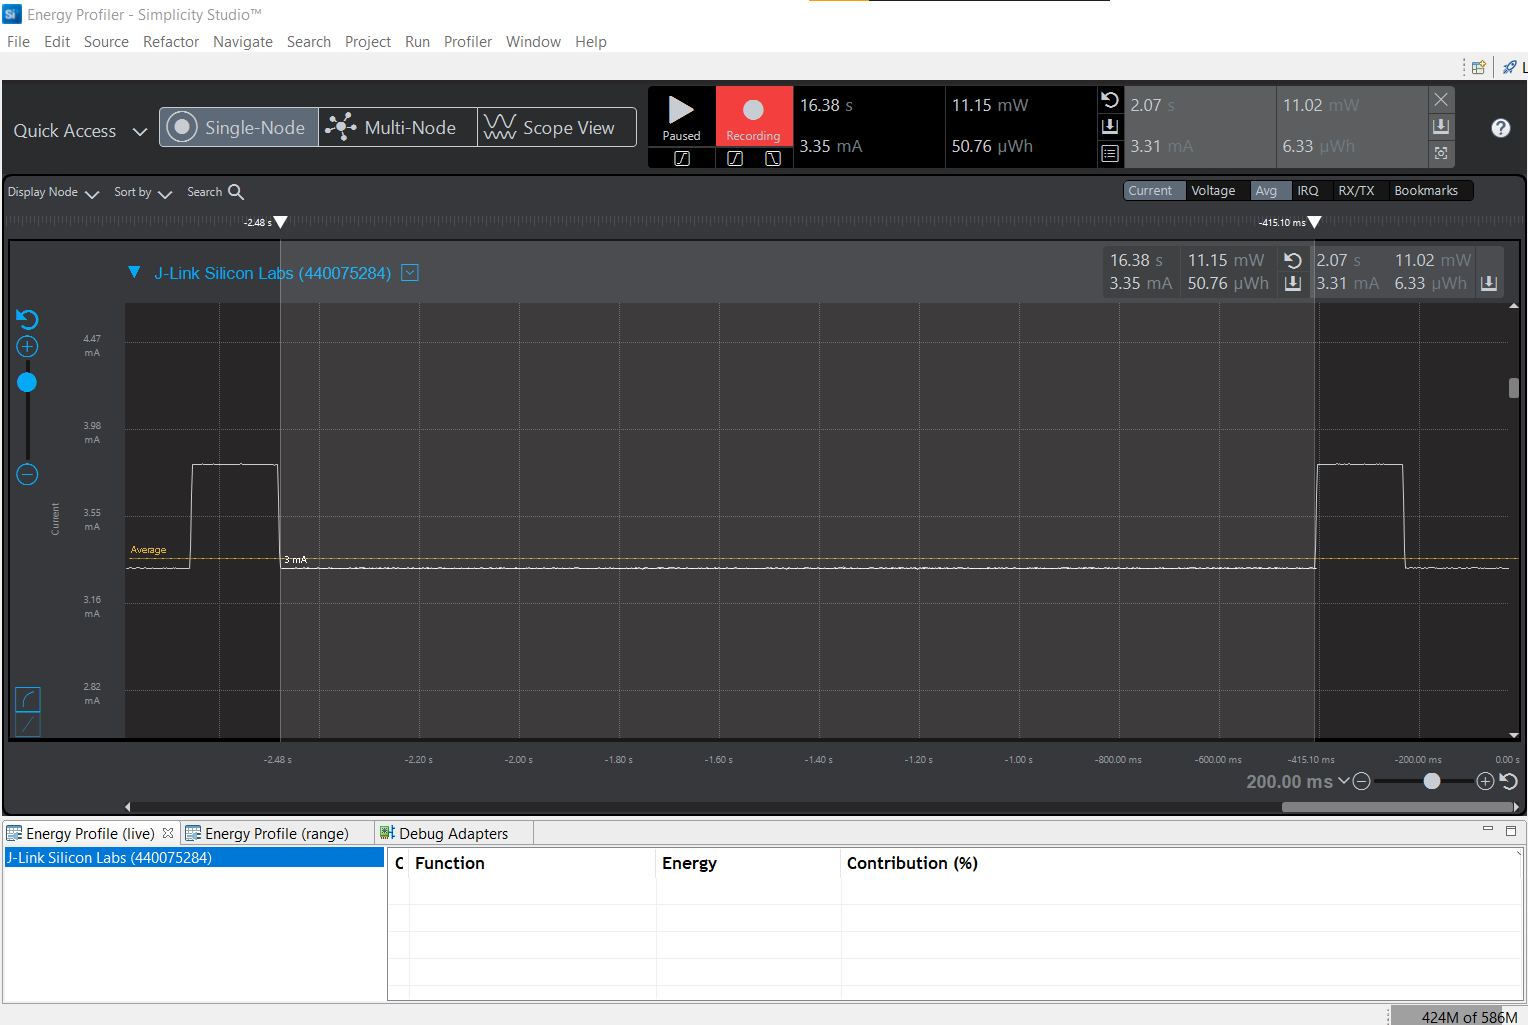 Energy Profiler - Simplicity Studio™
File Edit Source Refactor Navigate Search Project Run Profiler Window Help
L
Quick Access Single-Node Multi-Node Scope View
Paused
Recording
16.38 s 11.15 mW
3.35 mA 50.76 µWh
2.07 s 11.02 mW
3.31 mA 6.33 µWh
Display Node Sort by Search
Current Voltage Avg IRQ RX/TX Bookmarks
-2.48 s -415.10 ms
J-Link Silicon Labs (440075284)
16.38 s 11.15 mW 2.07 s 11.02 mW
3.35 mA 50.76 µWh 3.31 mA 6.33 µWh
4.47
mA
3.98
mA
3.55
mA
Current
Average
3 mA
3.16
mA
2.82
mA
-2.48 s -2.20 s -2.00 s -1.80 s -1.60 s -1.40 s -1.20 s -1.00 s -800.00 ms -600.00 ms -415.10 ms -200.00 ms 0.00 s
200.00 ms
Energy Profile (live) Energy Profile (range) Debug Adapters
J-Link Silicon Labs (440075284)
C Function Energy Contribution (%)
424M of 586M